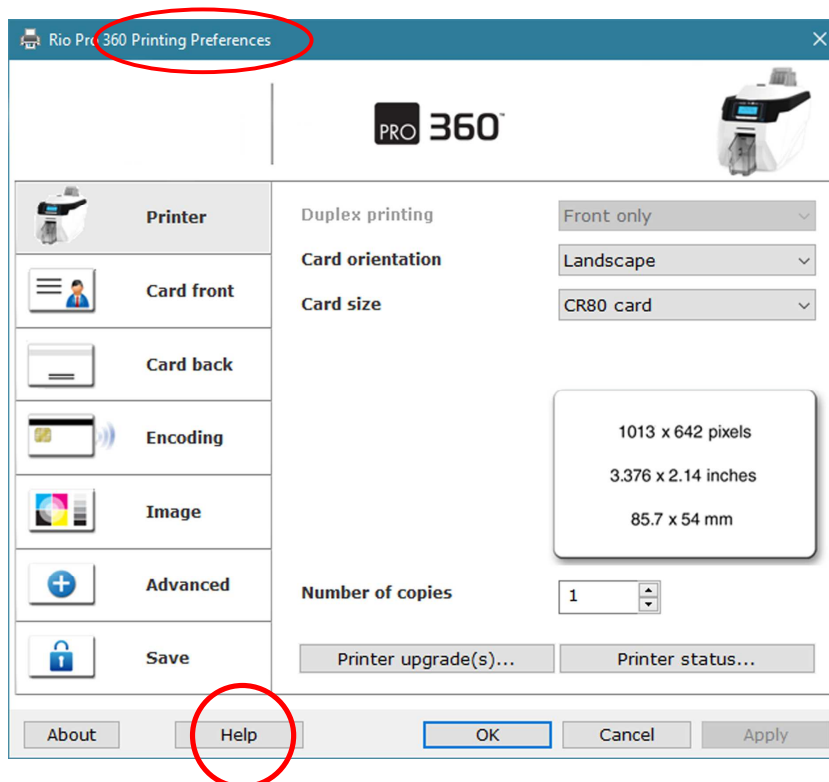 Rio Pro 360 Printing Preferences
PRO 360™
Printer
Duplex printing
Front only
Card orientation
Landscape
Card front
Card size
CR80 card
Card back
1013 x 642 pixels
Encoding
3.376 x 2.14 inches
Image
85.7 x 54 mm
Advanced
Number of copies
1
Save
Printer upgrade(s)...
Printer status...
About
Help
OK
Cancel
Apply